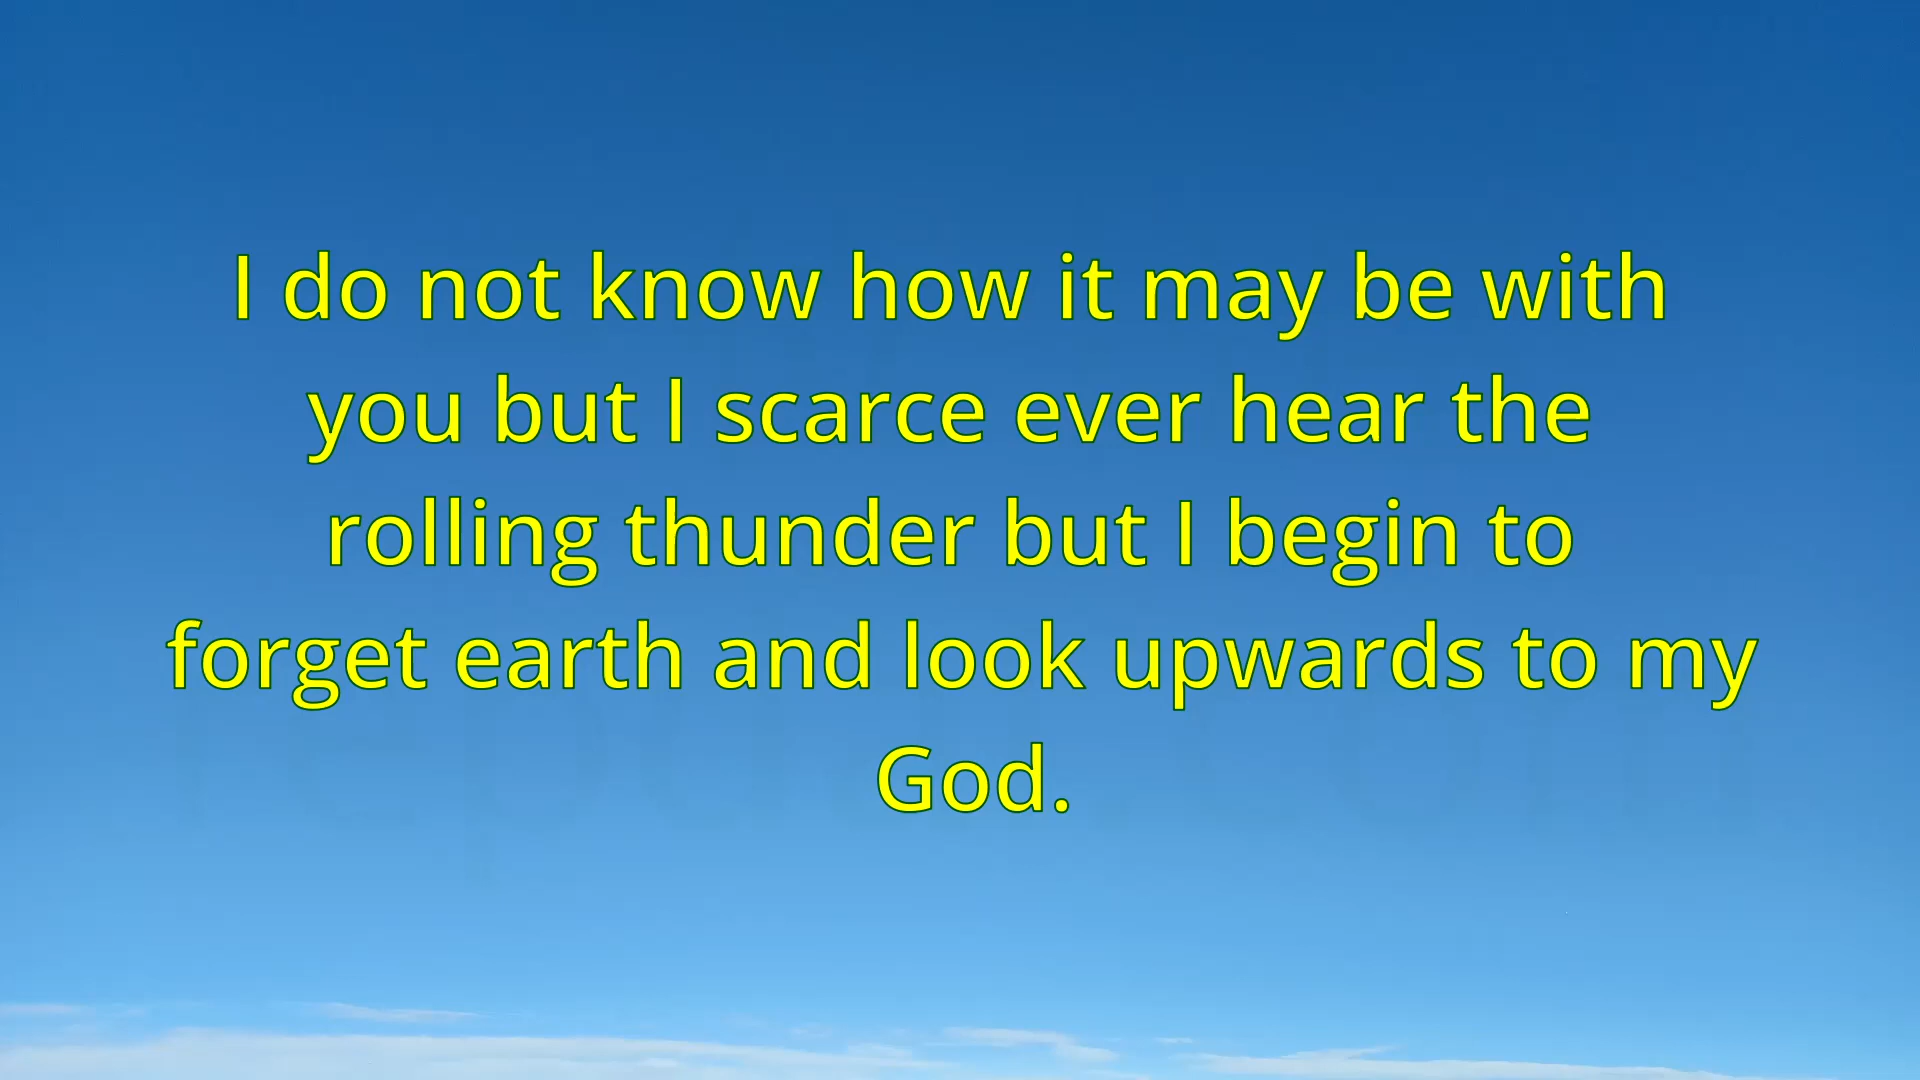 I do not know how it may be with
you but I scarce ever hear the
rolling thunder but I begin to
forget earth and look upwards to my
God.